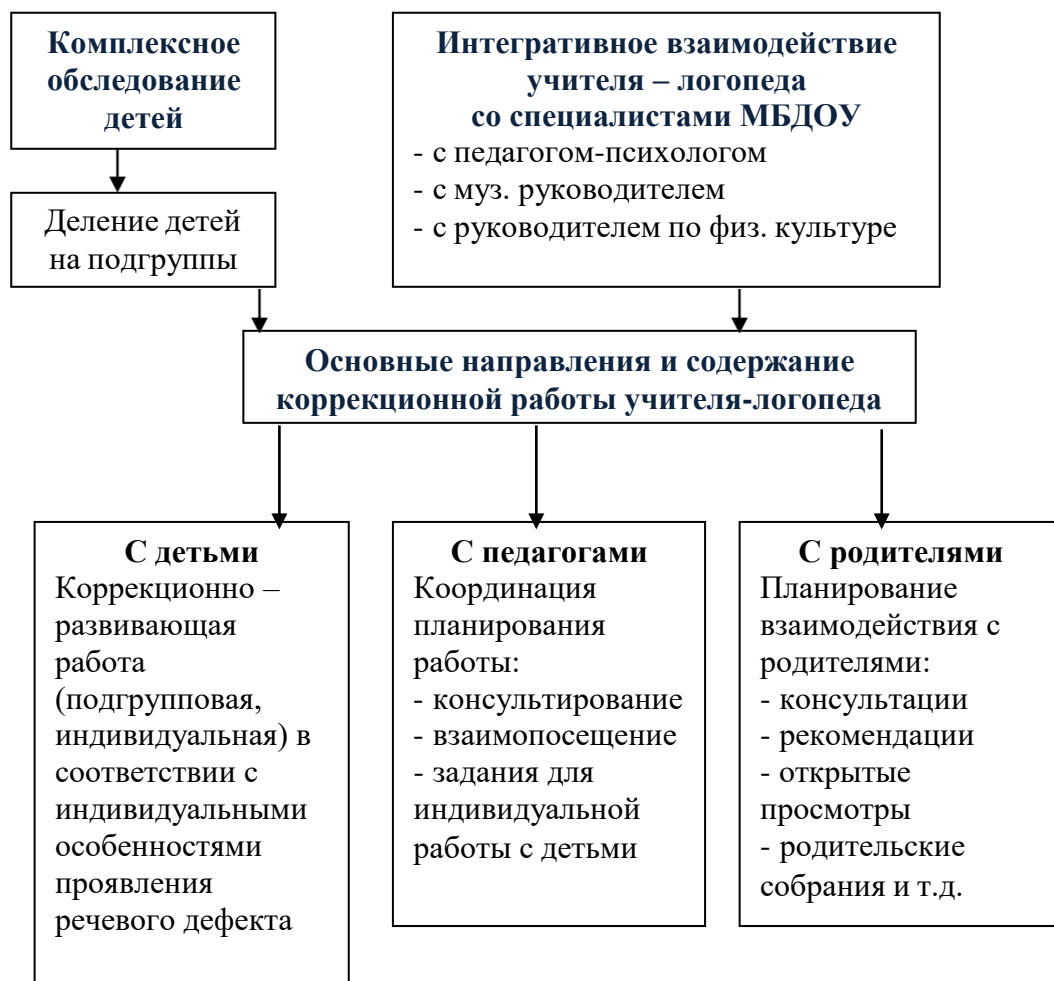 Комплексное
обследование
детей
Интегративное взаимодействие
учителя – логопеда
со специалистами МБДОУ
- с педагогом-психологом
- с муз. руководителем
- с руководителем по физ. культуре
Деление детей
на подгруппы
Основные направления и содержание
коррекционной работы учителя-логопеда
С детьми
Коррекционно –
развивающая
работа
(подгрупповая,
индивидуальная) в
соответствии с
индивидуальными
особенностями
проявления
речевого дефекта
С педагогами
Координация
планирования
работы:
- консультирование
- взаимопосещение
- задания для
индивидуальной
работы с детьми
С родителями
Планирование
взаимодействия с
родителями:
- консультации
- рекомендации
- открытые
просмотры
- родительские
собрания и т.д.